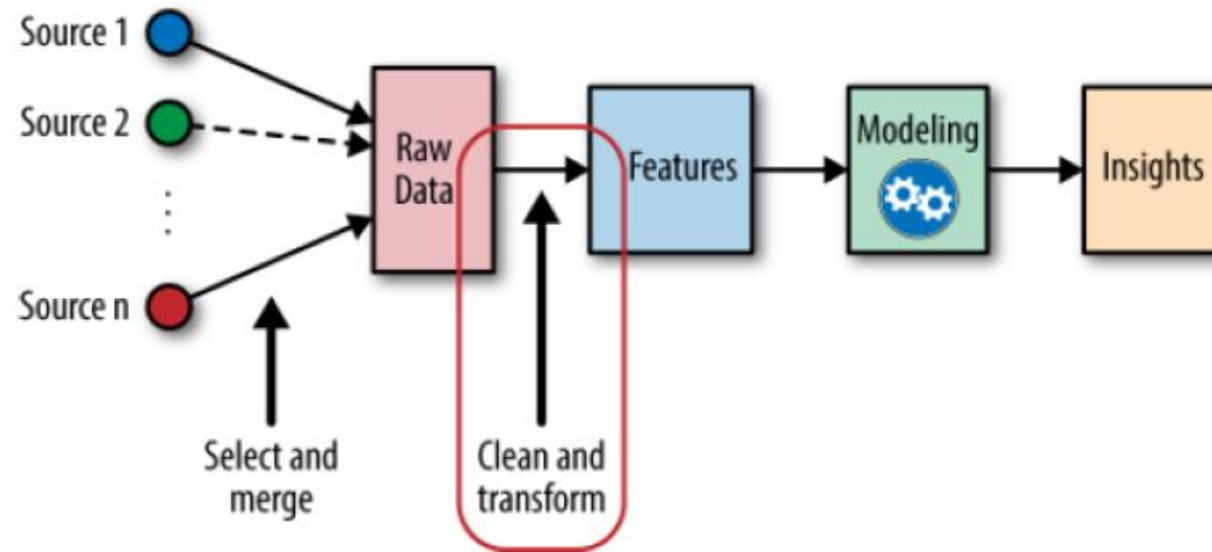 Source 1
Source 2
Source n
Select and
merge
Raw
Data
Clean and
transform
Features
Modeling
Insights